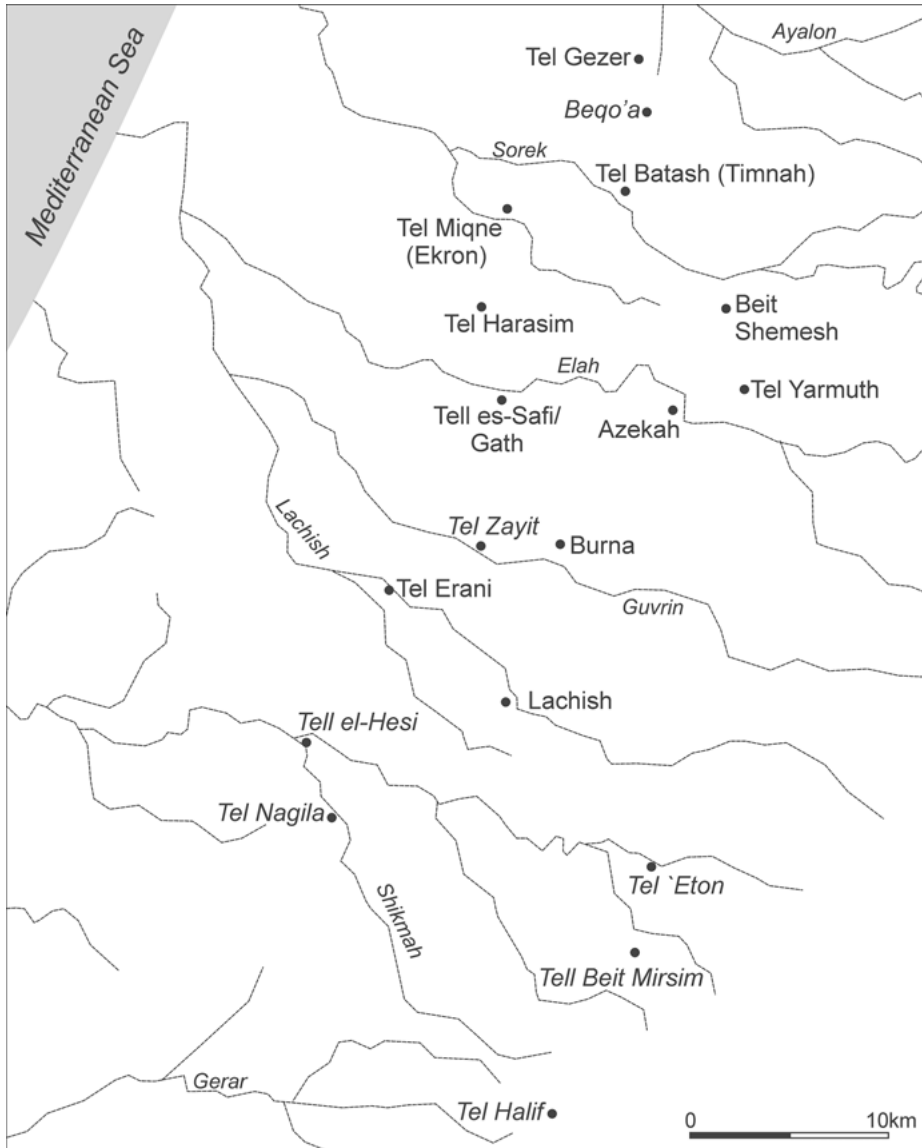 Mediterranean Sea
Ayalon
Tel Gezer
Beqo'a
Sorek
Tel Batash (Timnah)
Tel Miqne
(Ekron)
Tel Harasim
Beit
Shemesh
Elah
Tel Yarmuth
Tell es-Safi/
Gath
Azekah
Lachish
Tel Zayit
Burna
Tel Erani
Guvrin
Lachish
Tell el-Hesi
Tel Nagila
Tel `Eton
Shikmah
Tell Beit Mirsim
Gerar
Tel Halif
0 10km